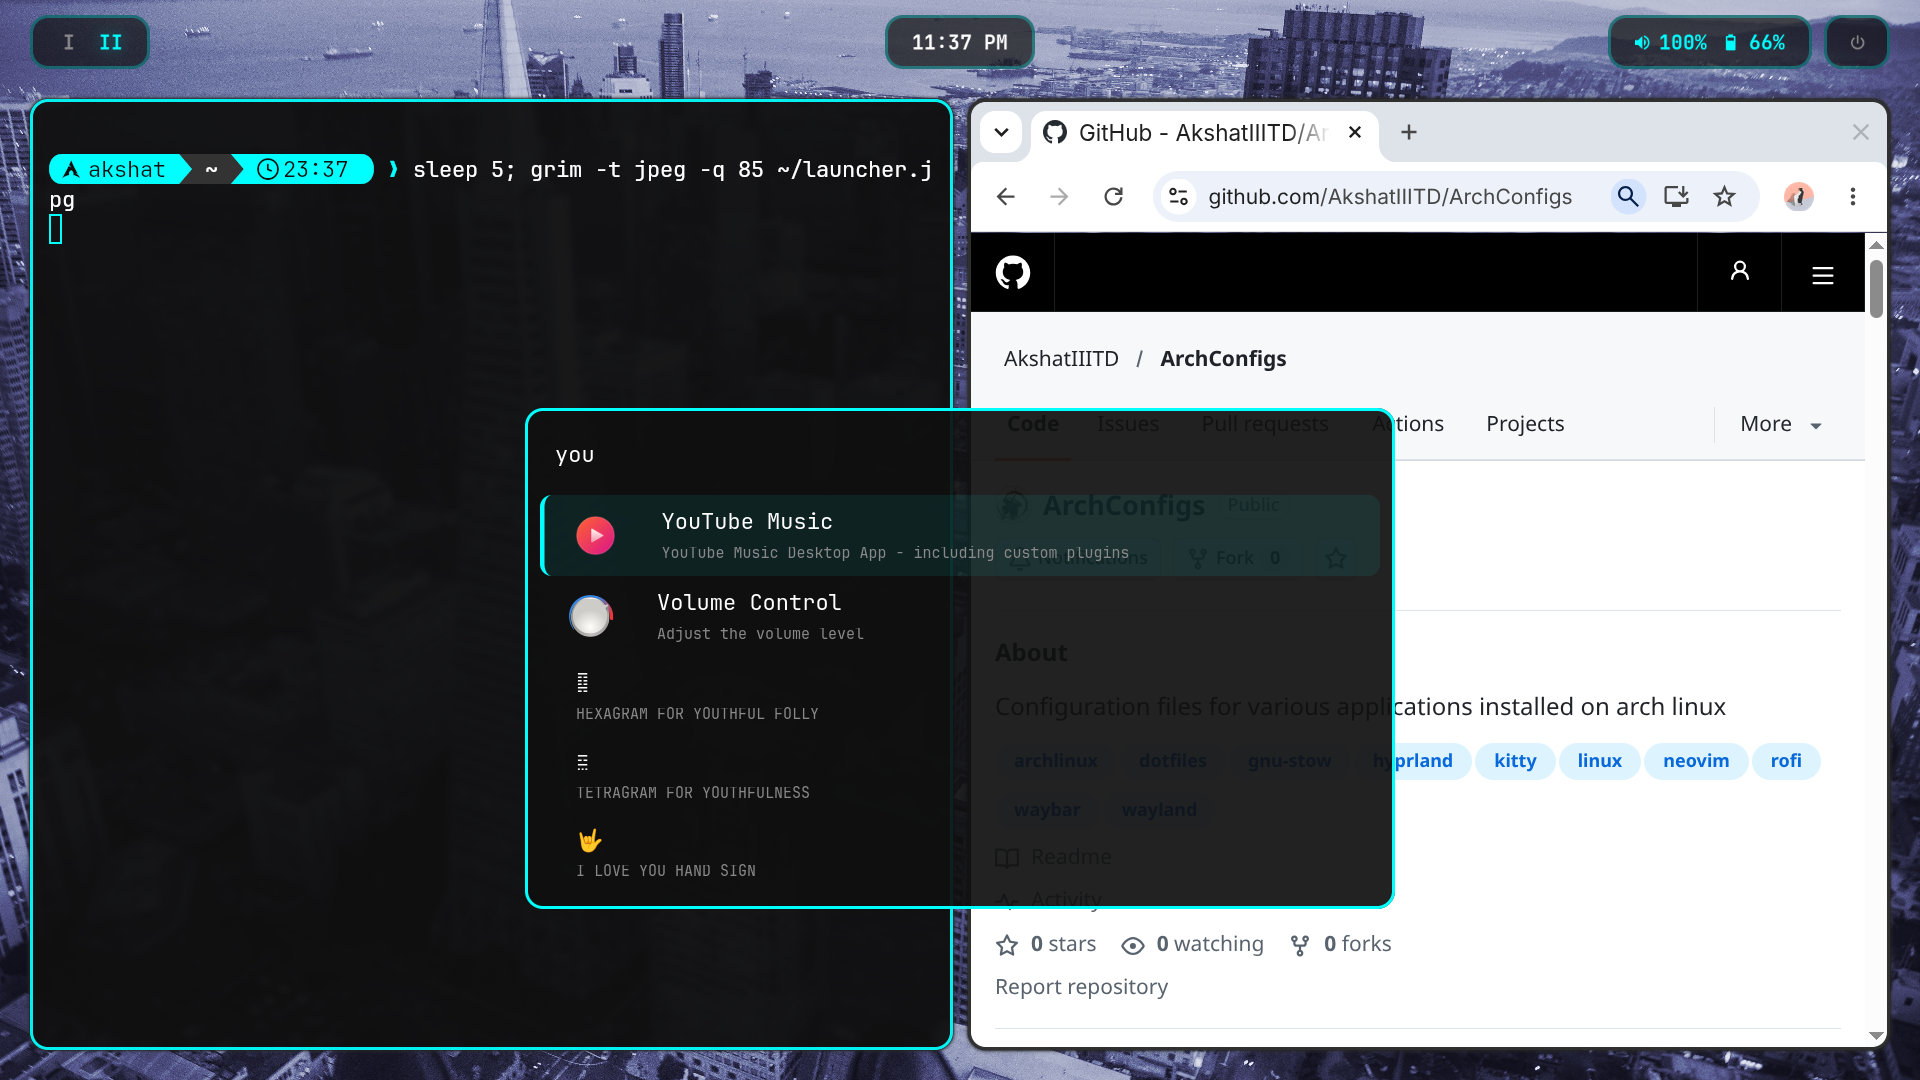 I II
11:37 PM
100% 66%
akshat ~ 23:37 ❯ sleep 5; grim -t jpeg -q 85 ~/launcher.j
pg
GitHub - AkshatIIITD/Ar
github.com/AkshatIIITD/ArchConfigs
AkshatIIITD / ArchConfigs
Code Issues Pull requests Actions Projects More
you
ArchConfigs Public
YouTube Music
YouTube Music Desktop App - including custom plugins
Notifications Fork 0
Volume Control
Adjust the volume level
䷃
HEXAGRAM FOR YOUTHFUL FOLLY
TETRAGRAM FOR YOUTHFULNESS
🤟
I LOVE YOU HAND SIGN
About
Configuration files for various applications installed on arch linux
archlinux dotfiles gnu-stow hyprland kitty linux neovim rofi
waybar wayland
Readme
Activity
0 stars 0 watching 0 forks
Report repository